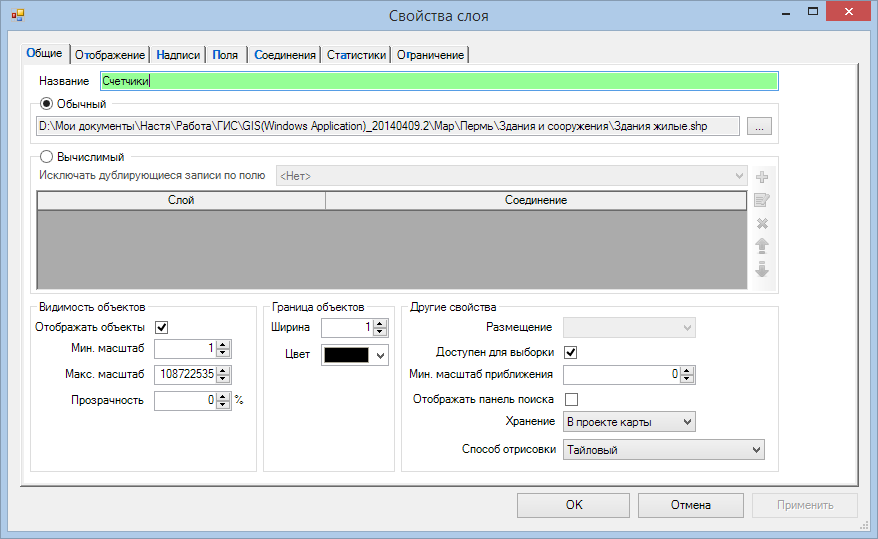 Свойства слоя
Общие Отображение Надписи Поля Соединения Статистики Ограничение
Название Счетчики
Обычный
D:\Мои документы\Настя\Работа\ГИС\GIS(Windows Application)_20140409.2\Map\Пермь\Здания и сооружения\Здания жилые.shp ...
Вычислимый
Исключать дублирующиеся записи по полю <Нет>
Слой Соединение
Видимость объектов
Отображать объекты
Мин. масштаб 1
Макс. масштаб 108722535
Прозрачность 0 %
Граница объектов
Ширина 1
Цвет
Другие свойства
Размещение
Доступен для выборки
Мин. масштаб приближения 0
Отображать панель поиска
Хранение В проекте карты
Способ отрисовки Тайловый
OK Отмена Применить